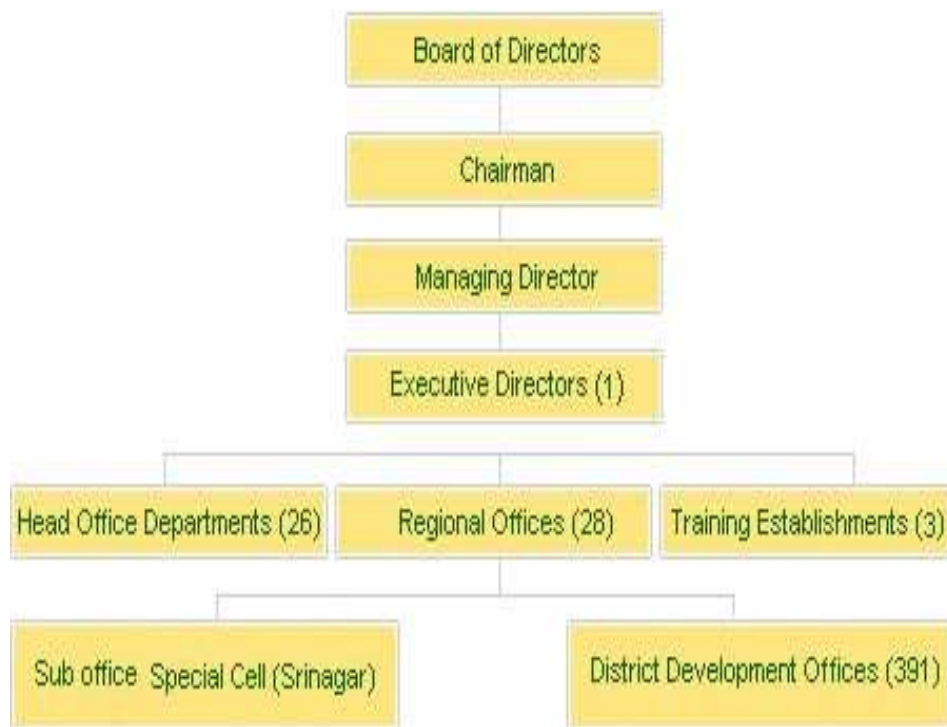 Board of Directors
Chairman
Managing Director
Executive Directors (1)
Head Office Departments (26)
Regional Offices (28)
Training Establishments (3)
Sub office Special Cell (Srinagar)
District Development Offices (391)